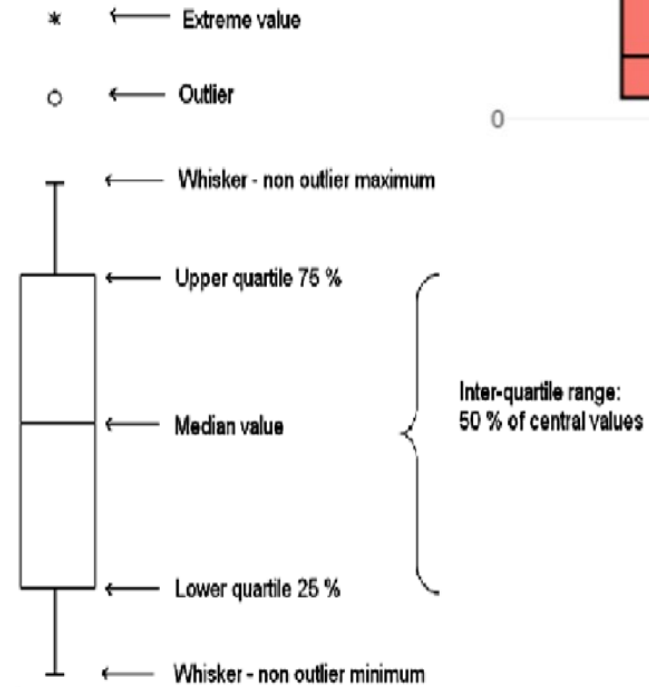 Extreme value
Outlier
0
Whisker - non outlier maximum
Upper quartile 75 %
Inter-quartile range:
50 % of central values
Median value
Lower quartile 25 %
Whisker - non outlier minimum